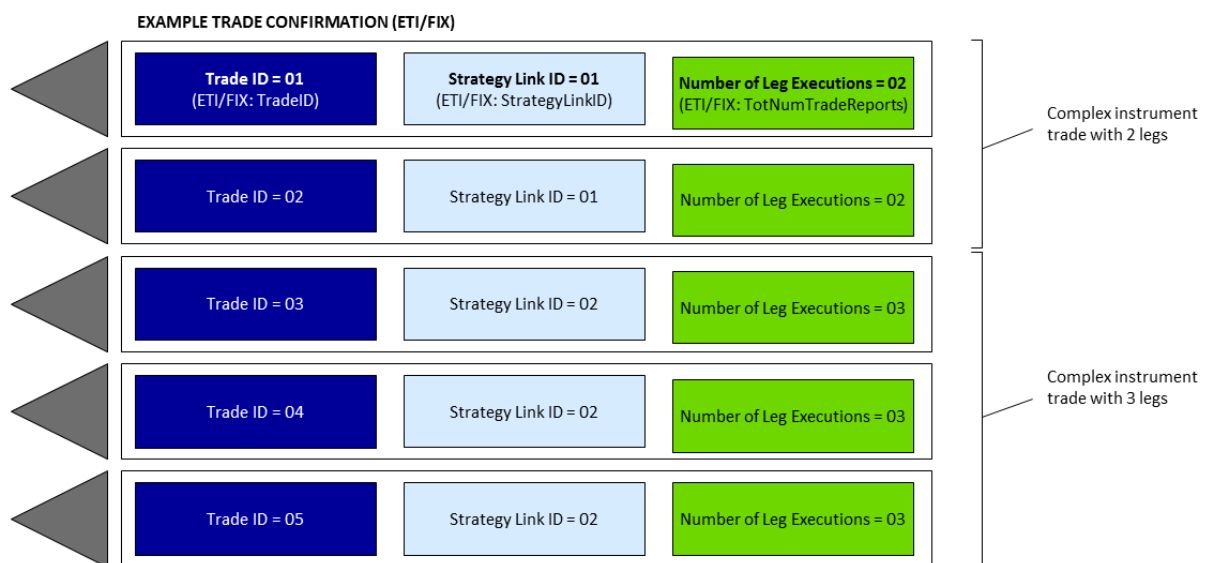 EXAMPLE TRADE CONFIRMATION (ETI/FIX)
Trade ID = 01
(ETI/FIX: TradeID)
Strategy Link ID = 01
(ETI/FIX: StrategyLinkID)
Number of Leg Executions = 02
(ETI/FIX: TotNumTradeReports)
Complex instrument
trade with 2 legs
Trade ID = 02
Strategy Link ID = 01
Number of Leg Executions = 02
Trade ID = 03
Strategy Link ID = 02
Number of Leg Executions = 03
Trade ID = 04
Strategy Link ID = 02
Number of Leg Executions = 03
Complex instrument
trade with 3 legs
Trade ID = 05
Strategy Link ID = 02
Number of Leg Executions = 03